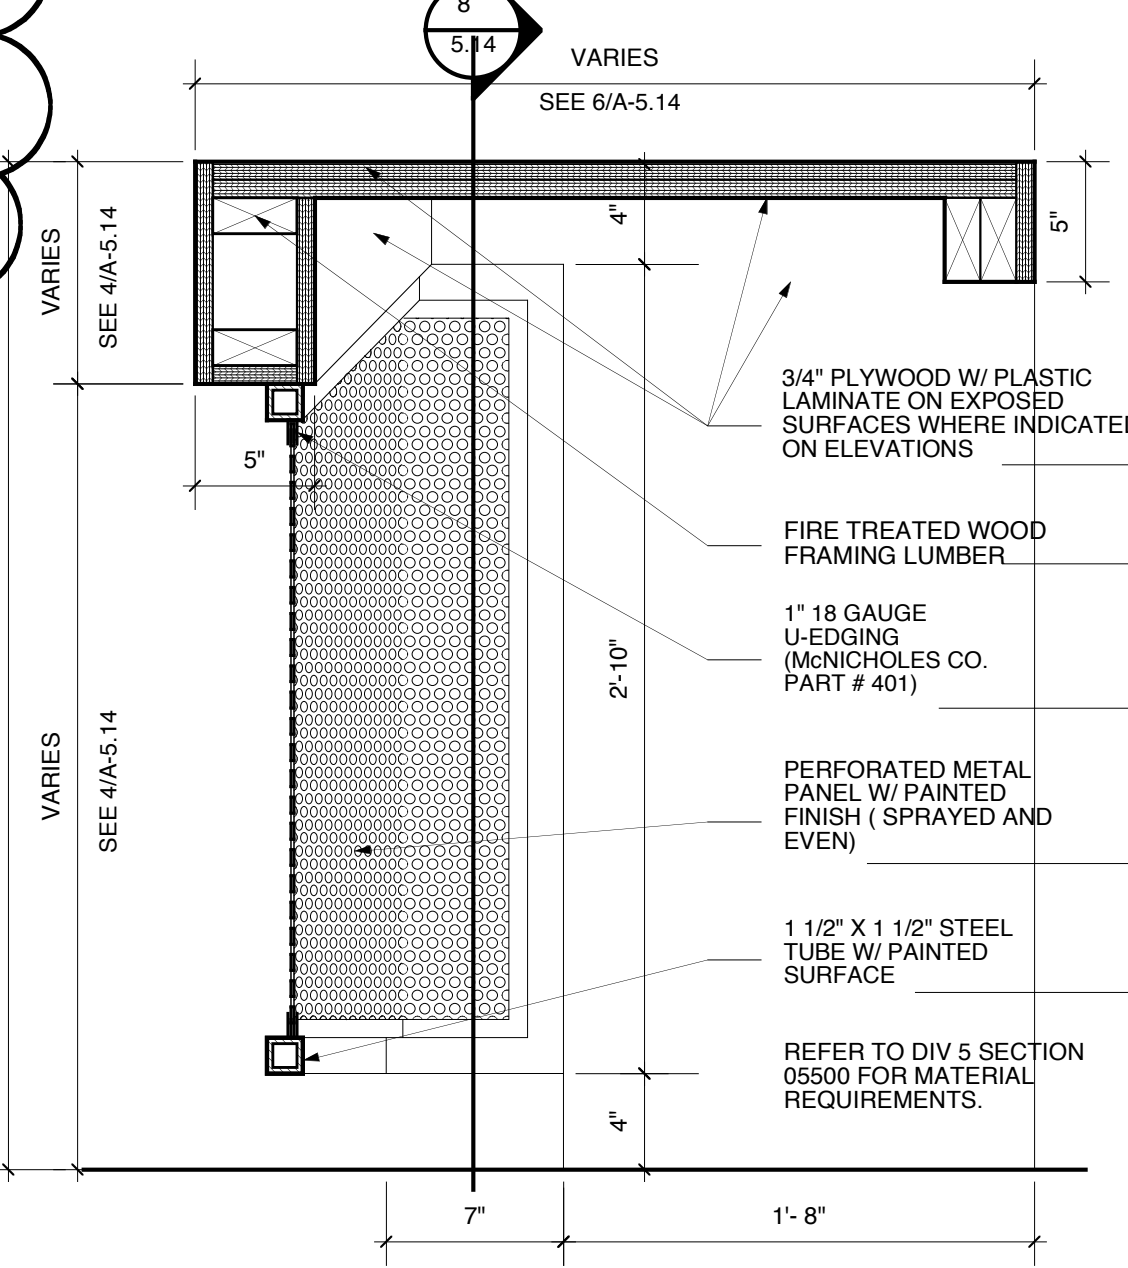 8
5.14
VARIES
SEE 6/A-5.14
VARIES
SEE 4/A-5.14
4"
5"
5"
3/4" PLYWOOD W/ PLASTIC
LAMINATE ON EXPOSED
SURFACES WHERE INDICATED
ON ELEVATIONS
FIRE TREATED WOOD
FRAMING LUMBER
1" 18 GAUGE
U-EDGING
(McNICHOLES CO.
PART # 401)
2'-10"
VARIES
SEE 4/A-5.14
PERFORATED METAL
PANEL W/ PAINTED
FINISH ( SPRAYED AND
EVEN)
1 1/2" X 1 1/2" STEEL
TUBE W/ PAINTED
SURFACE
REFER TO DIV 5 SECTION
05500 FOR MATERIAL
REQUIREMENTS.
4"
7"
1'- 8"